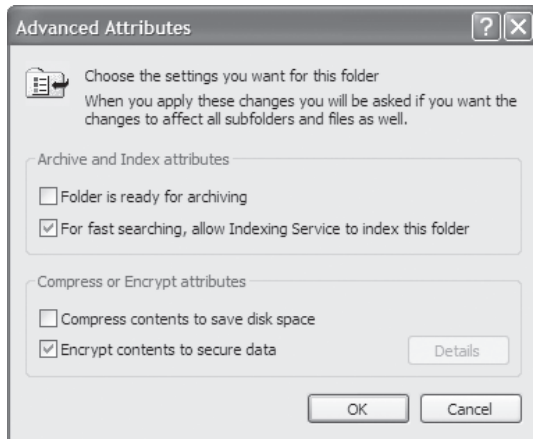 Advanced Attributes
Choose the settings you want for this folder
When you apply these changes you will be asked if you want the
changes to affect all subfolders and files as well.
Archive and Index attributes
Folder is ready for archiving
For fast searching, allow Indexing Service to index this folder
Compress or Encrypt attributes
Compress contents to save disk space
Encrypt contents to secure data
Details
OK
Cancel